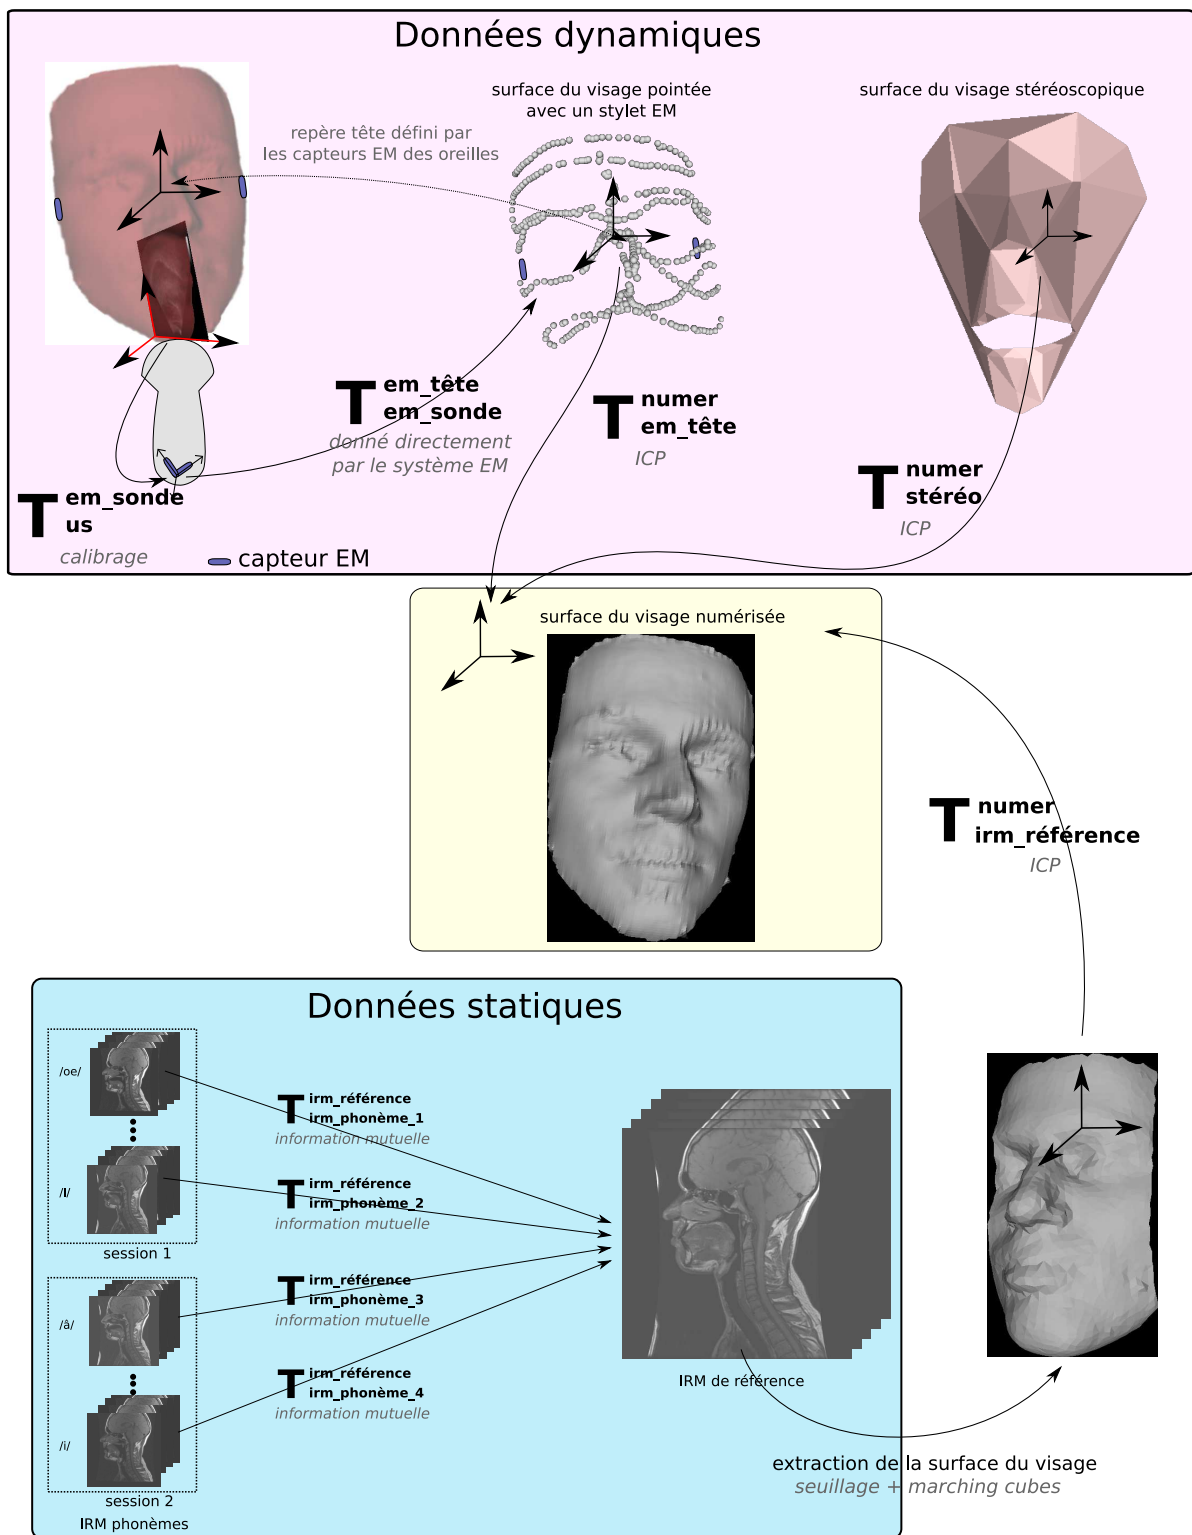 Données dynamiques
surface du visage pointée
avec un stylet EM
surface du visage stéréoscopique
repère tête défini par
les capteurs EM des oreilles
T em_tête
em_sonde
donné directement
par le système EM
T numer
em_tête
ICP
T numer
stéréo
ICP
T em_sonde
us
calibrage
capteur EM
surface du visage numérisée
T numer
irm_référence
ICP
Données statiques
/oe/
/l/
session 1
/â/
/i/
session 2
IRM phonèmes
T irm_référence
irm_phonème_1
information mutuelle
T irm_référence
irm_phonème_2
information mutuelle
T irm_référence
irm_phonème_3
information mutuelle
T irm_référence
irm_phonème_4
information mutuelle
IRM de référence
extraction de la surface du visage
seuillage + marching cubes